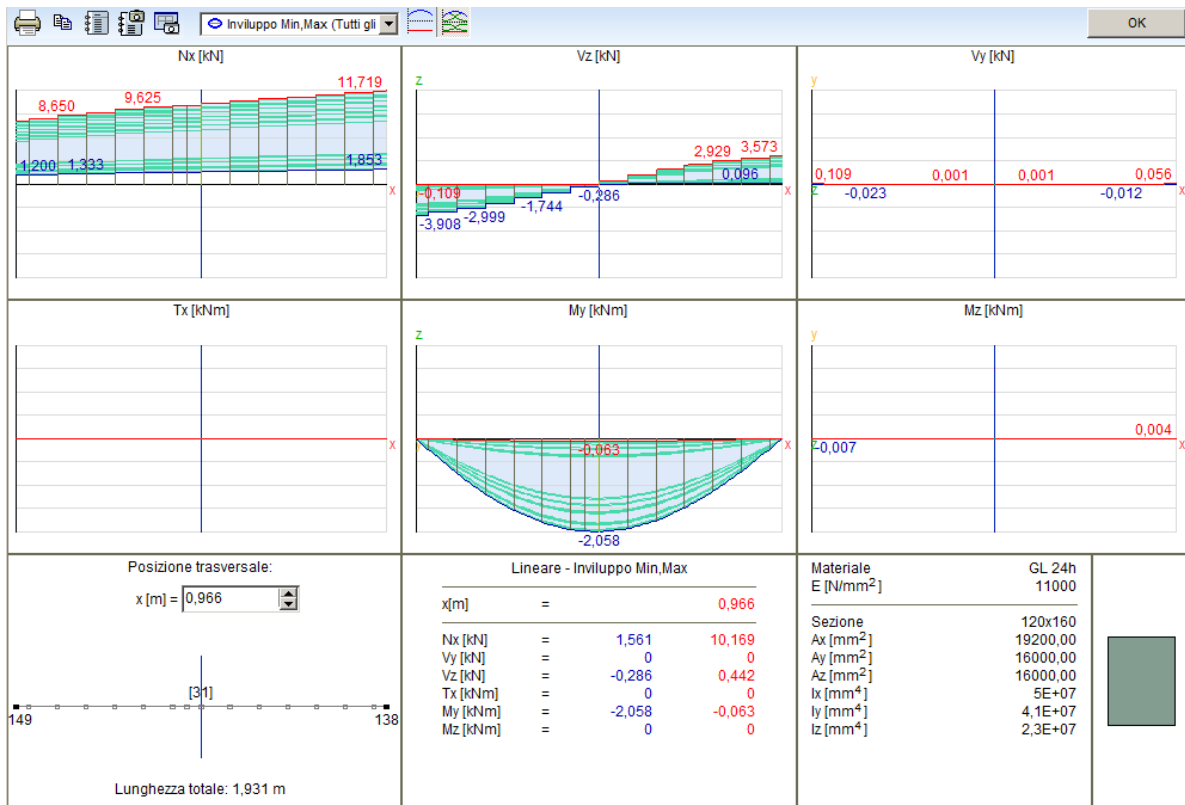 Inviluppo Min,Max (Tutti gli
OK
Nx [kN]
11,719
9,625
8,650
1,200
1,333
1,853
x
Vz [kN]
z
2,929
3,573
0,096
-0,109
-0,286
-1,744
-2,999
-3,908
x
Vy [kN]
y
0,109
0,001
0,001
0,056
z
-0,023
-0,012
x
Tx [kNm]
x
My [kNm]
z
-0,063
-2,058
x
Mz [kNm]
y
0,004
z
-0,007
x
Posizione trasversale:
x [m] = 0,966
[31]
149
138
Lunghezza totale: 1,931 m
Lineare - Inviluppo Min,Max
x[m] = 0,966
Nx [kN] = 1,561 10,169
Vy [kN] = 0 0
Vz [kN] = -0,286 0,442
Tx [kNm] = 0 0
My [kNm] = -2,058 -0,063
Mz [kNm] = 0 0
Materiale GL 24h
E [N/mm²] 11000
Sezione 120x160
Ax [mm²] 19200,00
Ay [mm²] 16000,00
Az [mm²] 16000,00
Ix [mm⁴] 5E+07
Iy [mm⁴] 4,1E+07
Iz [mm⁴] 2,3E+07